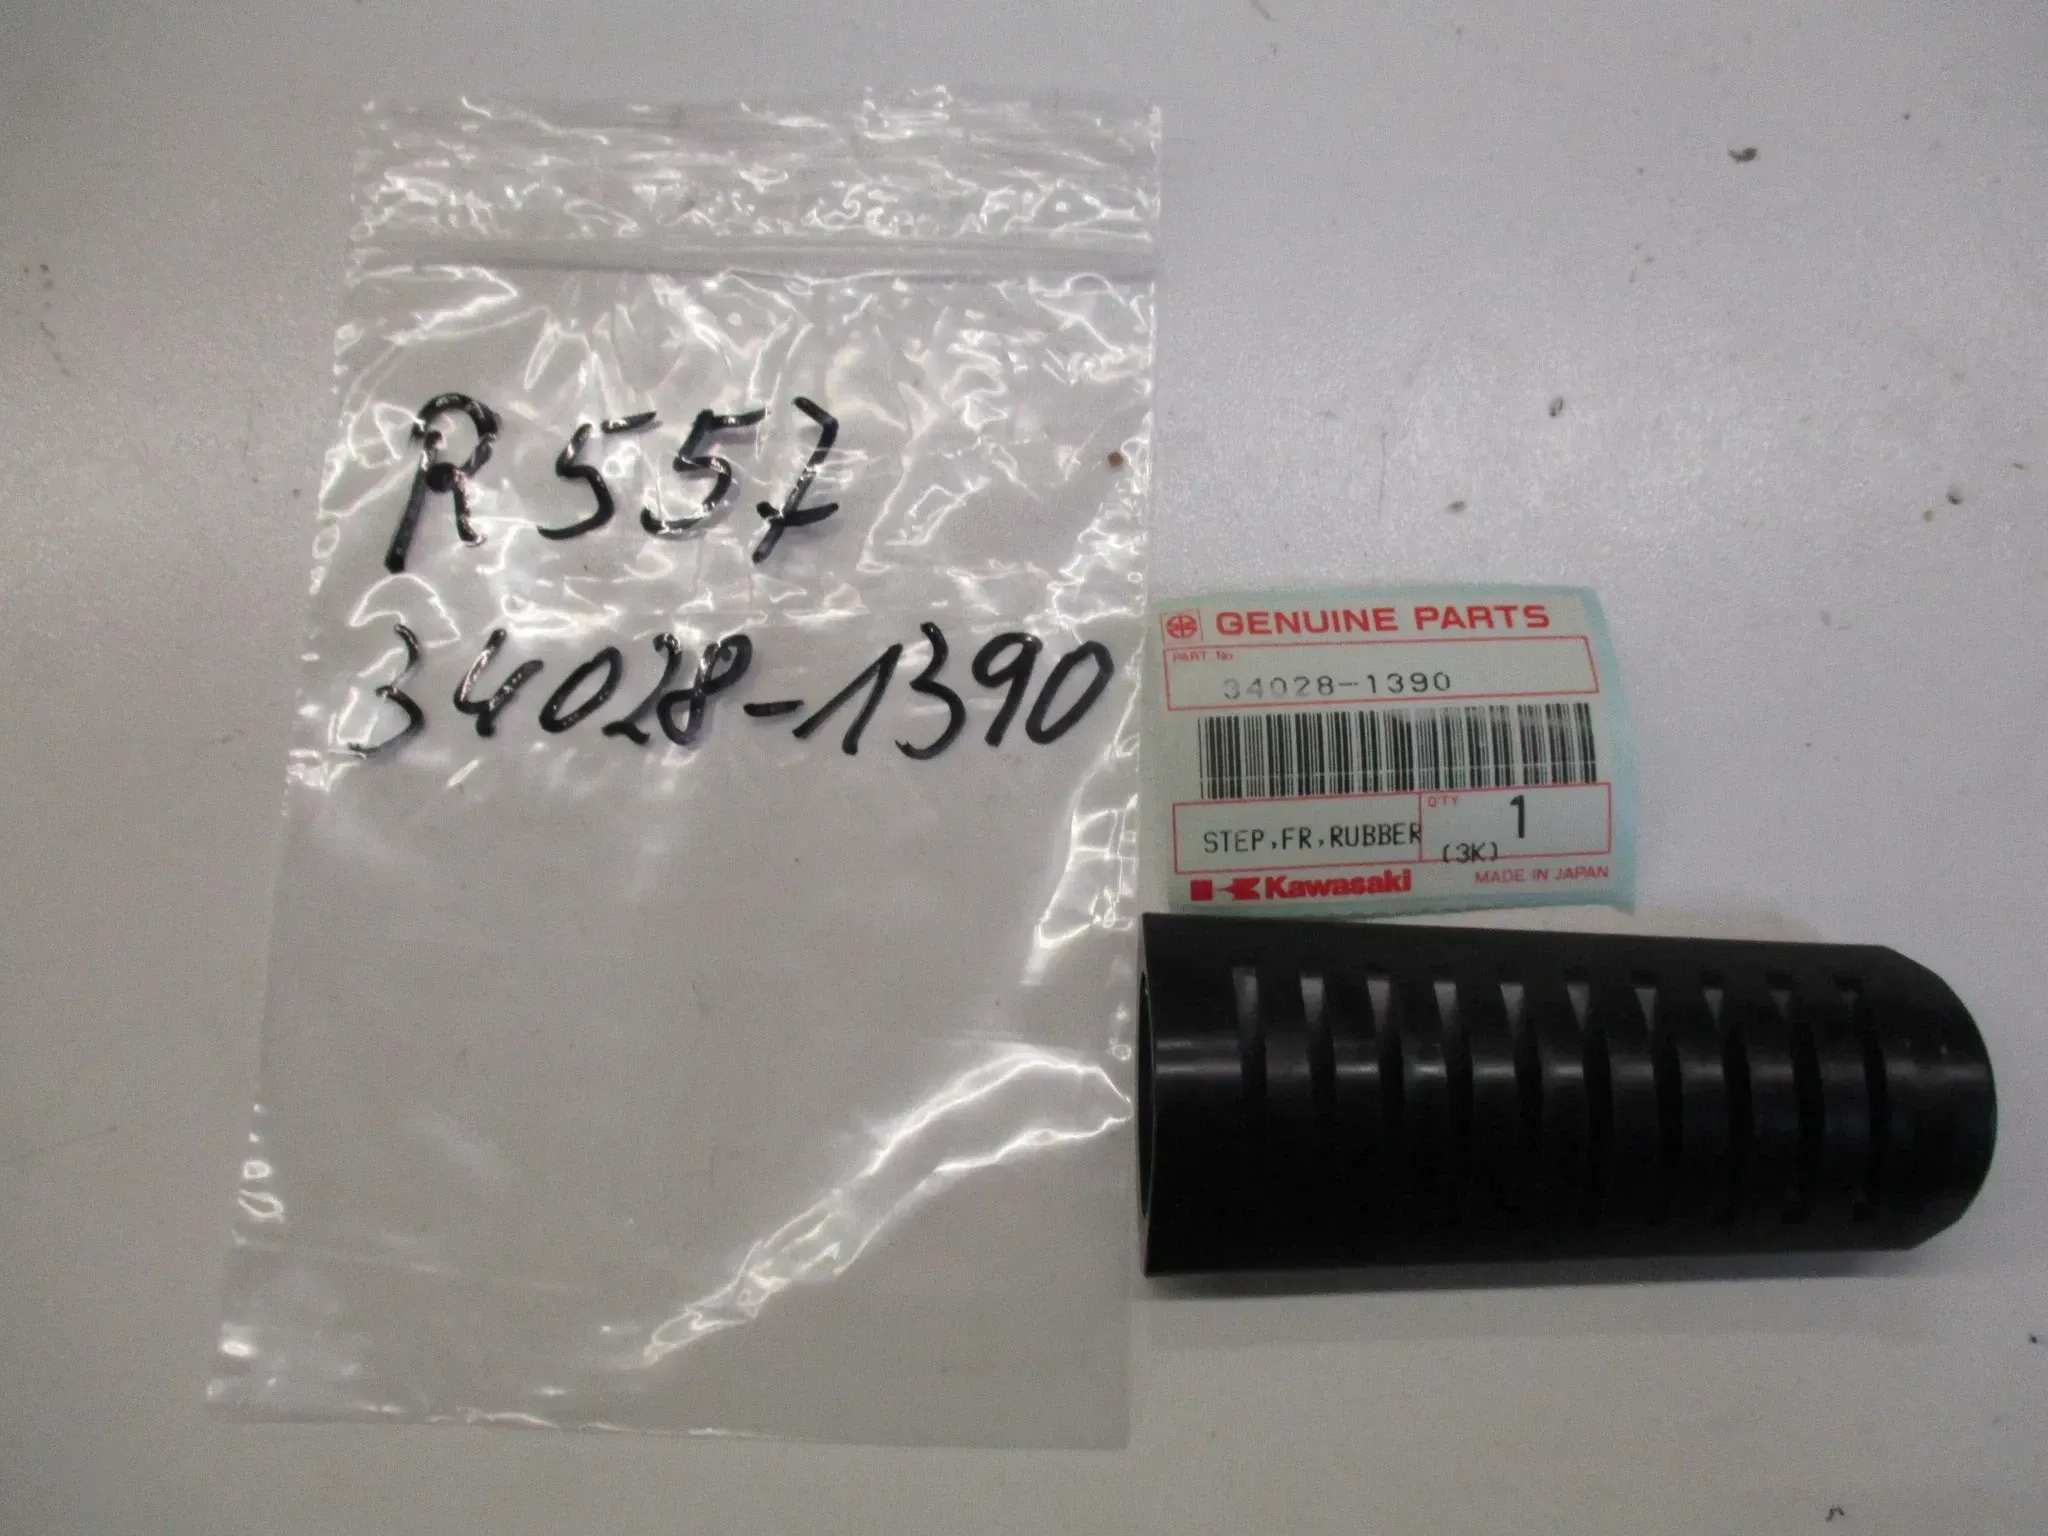 R557
34028-1390
GENUINE PARTS
PART. No
34028-1390
STEP,FR,RUBBER
Q'TY
1
(3K)
Kawasaki
MADE IN JAPAN